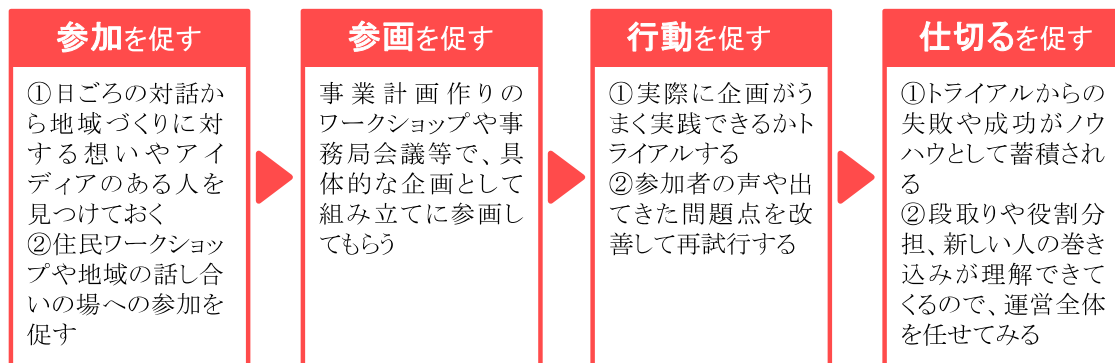 参加を促す
①日ごろの対話か
ら地域づくりに対
する想いやアイ
ディアのある人を
見つけておく
②住民ワークショッ
プや地域の話し合
いの場への参加を
促す
参画を促す
事業計画作りの
ワークショップや事
務局会議等で、具
体的な企画として
組み立てに参画し
てもらう
行動を促す
①実際に企画がう
まく実践できるかト
ライアルする
②参加者の声や出
てきた問題点を改
善して再試行する
仕切るを促す
①トライアルからの
失敗や成功がノウ
ハウとして蓄積され
る
②段取りや役割分
担、新しい人の巻き
込みが理解できて
くるので、運営全体
を任せてみる